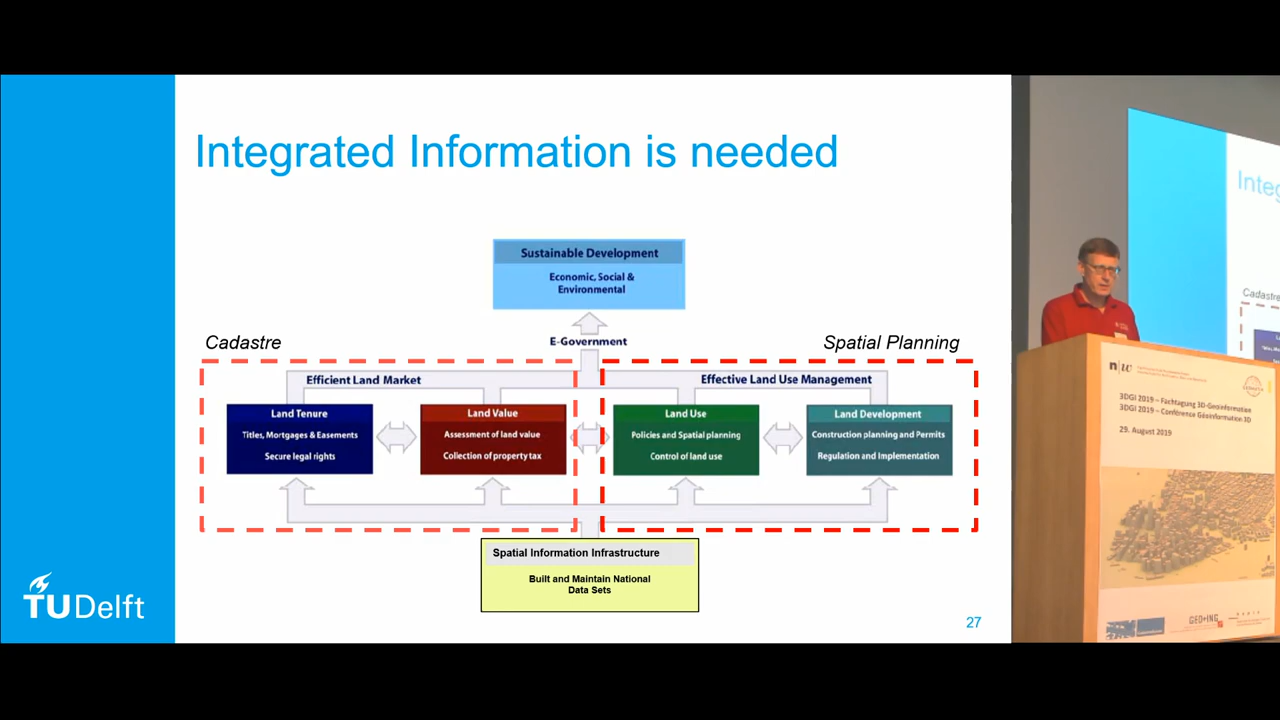 Integrated Information is needed
Sustainable Development
Economic, Social &
Environmental
E-Government
Cadastre
Spatial Planning
Efficient Land Market
Effective Land Use Management
Land Tenure
Titles, Mortgages & Easements
Secure legal rights
Land Value
Assessment of land value
Collection of property tax
Land Use
Policies and Spatial planning
Control of land use
Land Development
Construction planning and Permits
Regulation and Implementation
Spatial Information Infrastructure
Built and Maintain National
Data Sets
TUDelft
27
Integ
Cadastre
n|w
3DGI 2019 – Fachtagung 3D-Geoinformation
3DGI 2019 – Conférence Géoinformation 3D
29. August 2019
GEO+ING